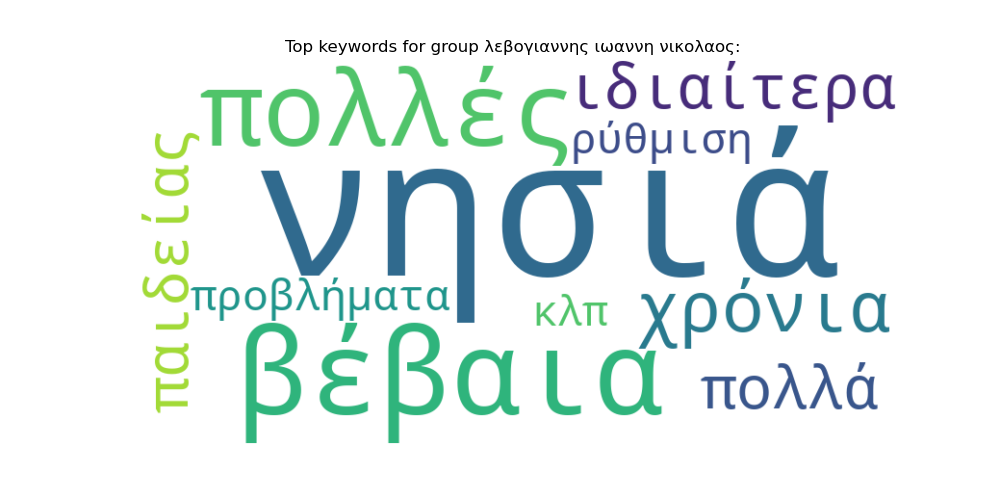 Top keywords for group λεβογιαννης ιωαννη νικολαος:
πολλές
ιδιαίτερα
ρύθμιση
νησιά
παιδείας
προβλήματα
κλπ
χρόνια
βέβαια
πολλά